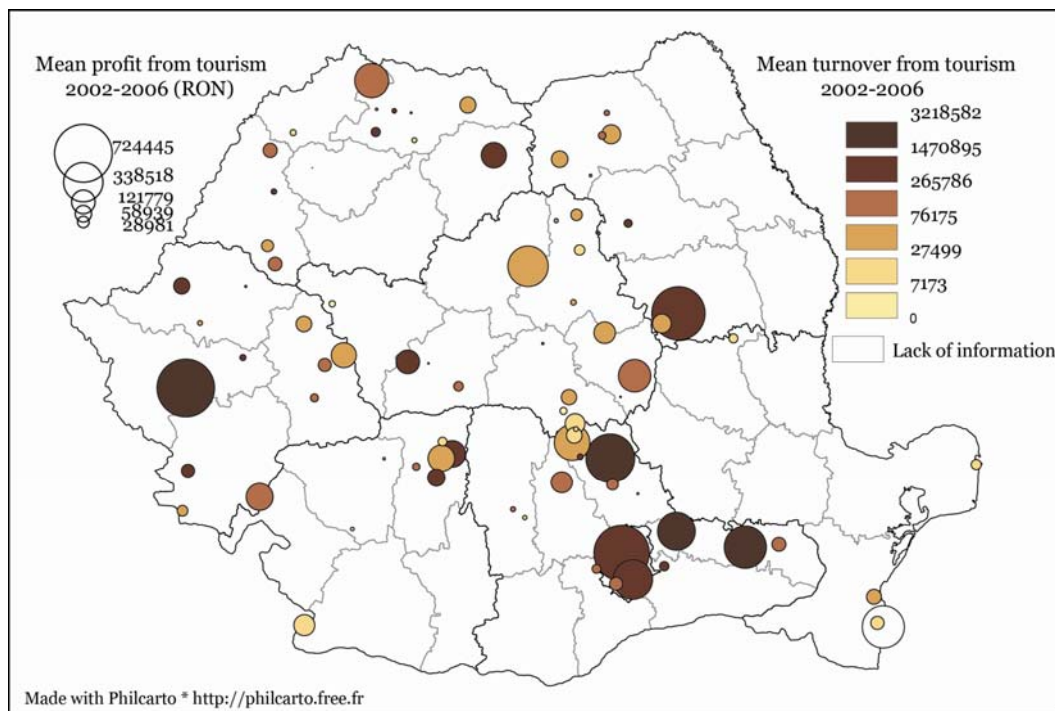 Mean profit from tourism
2002-2006 (RON)
724445
338518
121779
58939
28981
Mean turnover from tourism
2002-2006
3218582
1470895
265786
76175
27499
7173
0
Lack of information
Made with Philcarto * http://philcarto.free.fr